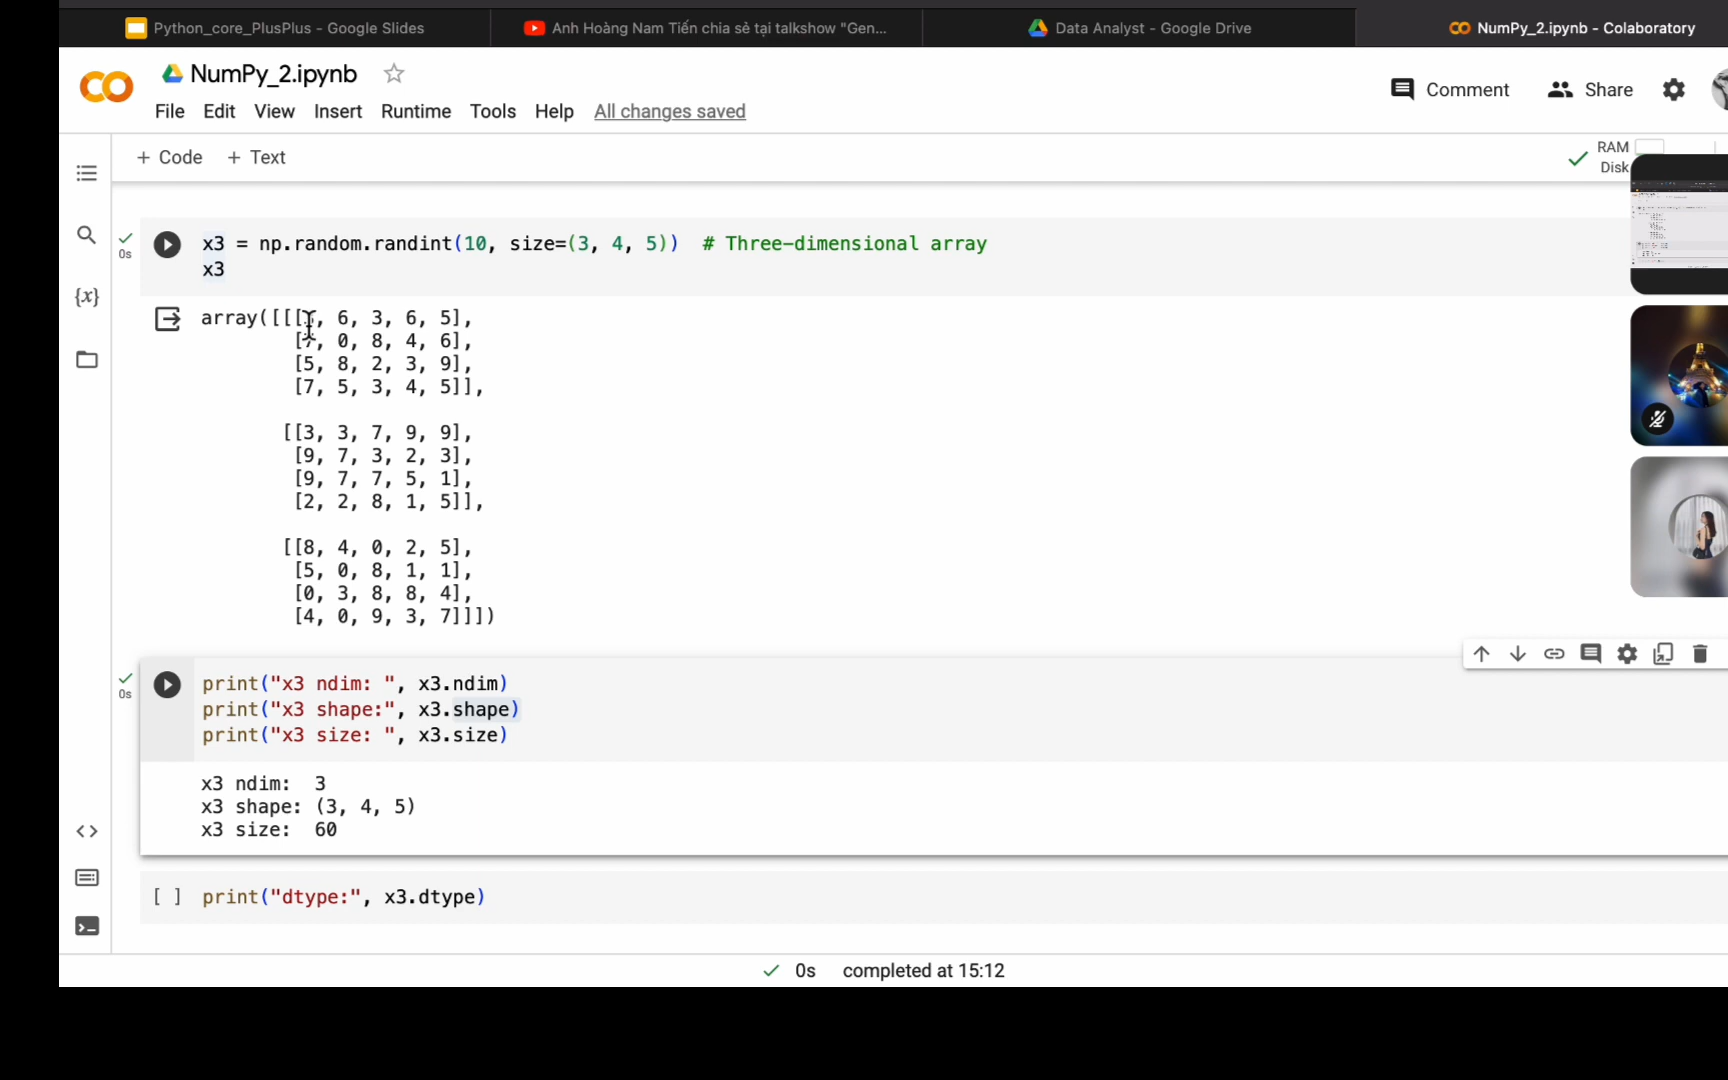 Python_core_PlusPlus - Google Slides
Anh Hoàng Nam Tiến chia sẻ tại talkshow "Gen...
Data Analyst - Google Drive
NumPy_2.ipynb - Colaboratory
NumPy_2.ipynb
Comment
Share
File Edit View Insert Runtime Tools Help All changes saved
+ Code + Text
RAM
Disk
x3 = np.random.randint(10, size=(3, 4, 5))  # Three-dimensional array
0s
x3
{x}
array([[[ , 6, 3, 6, 5],
[7, 0, 8, 4, 6],
[5, 8, 2, 3, 9],
[7, 5, 3, 4, 5]],
[[3, 3, 7, 9, 9],
[9, 7, 3, 2, 3],
[9, 7, 7, 5, 1],
[2, 2, 8, 1, 5]],
[[8, 4, 0, 2, 5],
[5, 0, 8, 1, 1],
[0, 3, 8, 8, 4],
[4, 0, 9, 3, 7]]])
print("x3 ndim: ", x3.ndim)
0s
print("x3 shape:", x3.shape)
print("x3 size: ", x3.size)
x3 ndim:  3
x3 shape: (3, 4, 5)
x3 size:  60
[ ] print("dtype:", x3.dtype)
0s completed at 15:12